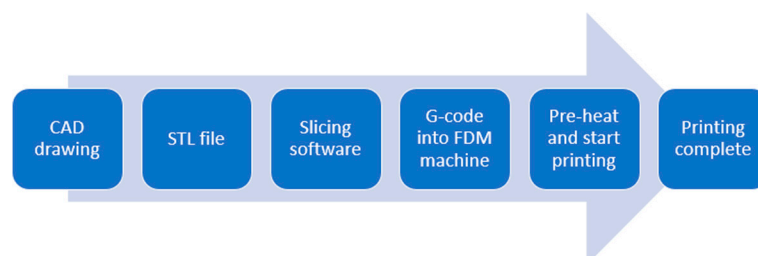 CAD
drawing
STL file
Slicing
software
G-code
into FDM
machine
Pre-heat
and start
printing
Printing
complete